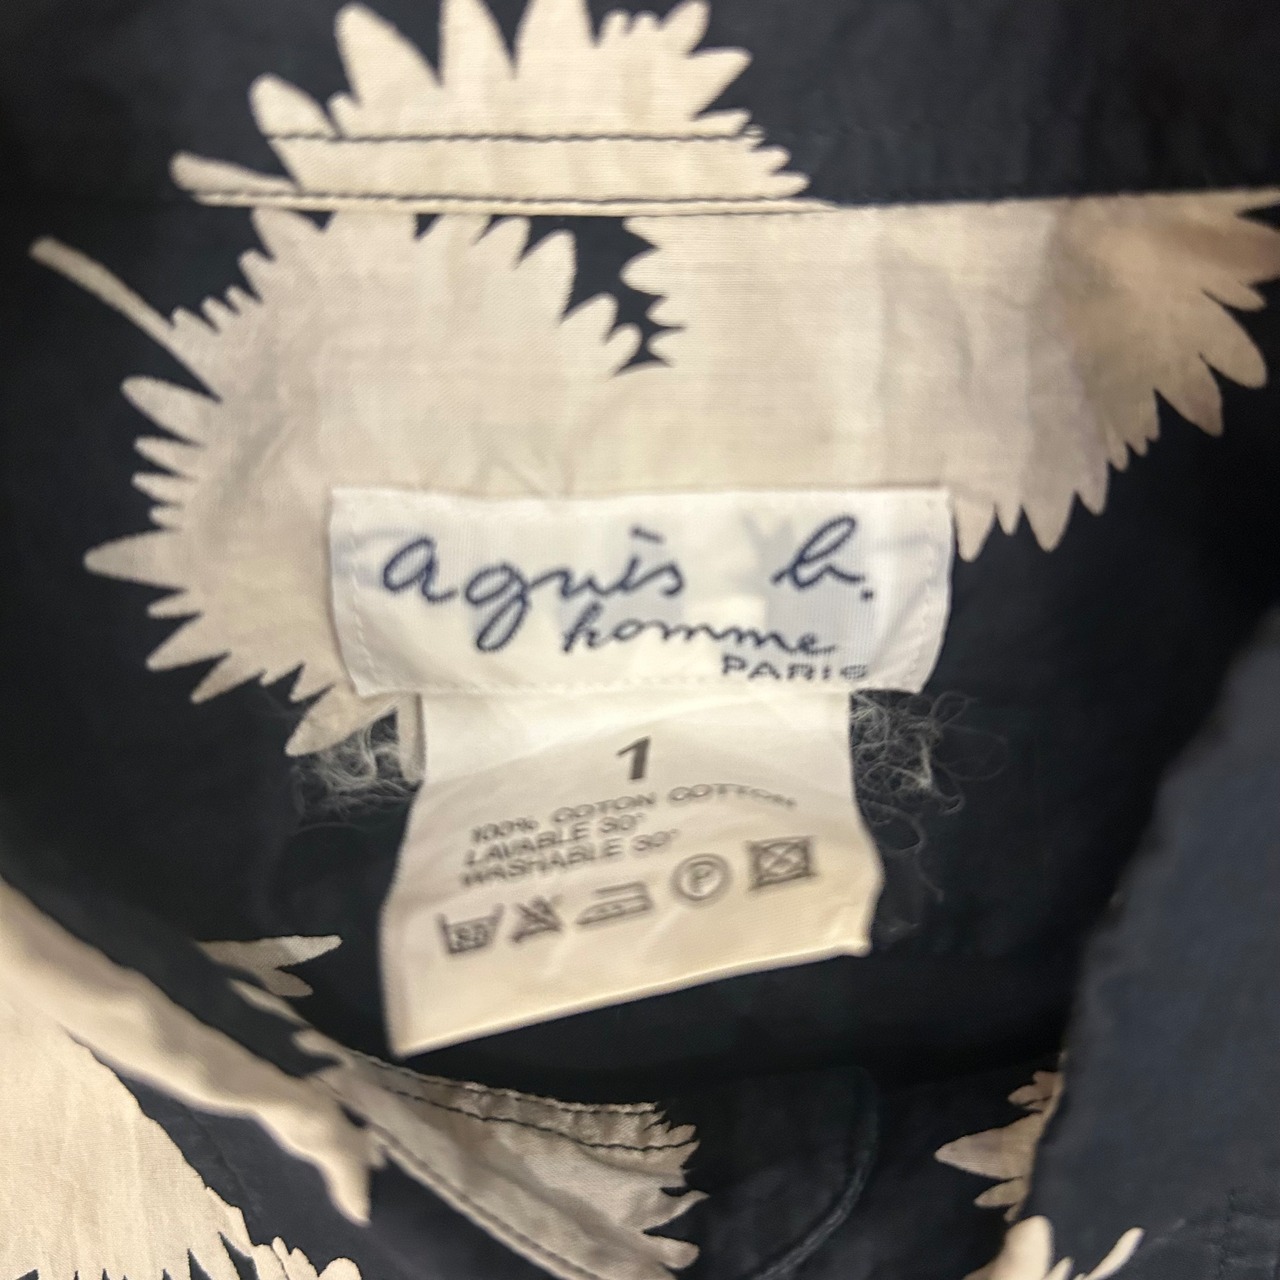 agnès b.
homme
PARIS
1
100% COTON COTTON
LAVABLE 30°
WASHABLE 30°
P